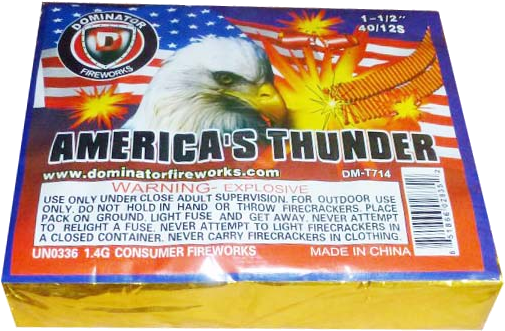 DOMINATOR
D
FIREWORKS
1-1/2"
40/12S
AMERICA'S THUNDER
www.dominatorfireworks.com
DM-T714
WARNING- EXPLOSIVE
USE ONLY UNDER CLOSE ADULT SUPERVISION. FOR OUTDOOR USE
ONLY. DO NOT HOLD IN HAND OR THROW FIRECRACKERS. PLACE
PACK ON GROUND. LIGHT FUSE AND GET AWAY. NEVER ATTEMPT
TO RELIGHT A FUSE. NEVER ATTEMPT TO LIGHT FIRECRACKERS IN
A CLOSED CONTAINER. NEVER CARRY FIRECRACKERS IN CLOTHING.
UN0336 1.4G CONSUMER FIREWORKS
MADE IN CHINA